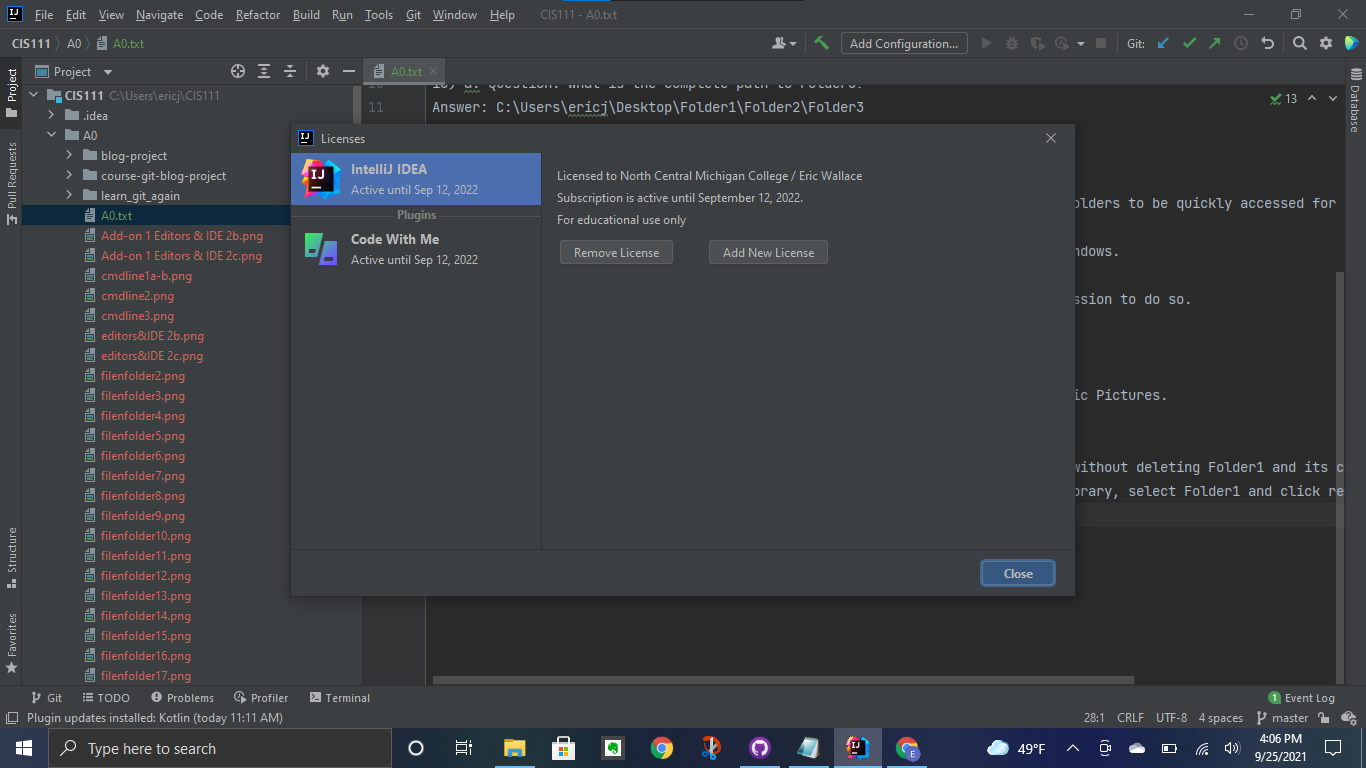 File Edit View Navigate Code Refactor Build Run Tools Git Window Help CIS111 - A0.txt
CIS111 A0 A0.txt Add Configuration... Git:
Project A0.txt
CIS111 C:\Users\ericj\CIS111
.idea
A0
blog-project
course-git-blog-project
learn_git_again
A0.txt
Add-on 1 Editors & IDE 2b.png
Add-on 1 Editors & IDE 2c.png
cmdline1a-b.png
cmdline2.png
cmdline3.png
editors&IDE 2b.png
editors&IDE 2c.png
filenfolder2.png
filenfolder3.png
filenfolder4.png
filenfolder5.png
filenfolder6.png
filenfolder7.png
filenfolder8.png
filenfolder9.png
filenfolder10.png
filenfolder11.png
filenfolder12.png
filenfolder13.png
filenfolder14.png
filenfolder15.png
filenfolder16.png
filenfolder17.png
Project
Pull Requests
Structure
Favorites
Database
11 Answer: C:\Users\ericj\Desktop\Folder1\Folder2\Folder3
13
olders to be quickly accessed for
ndows.
ssion to do so.
ic Pictures.
without deleting Folder1 and its c
brary, select Folder1 and click re
Licenses
IntelliJ IDEA
Active until Sep 12, 2022
Plugins
Code With Me
Active until Sep 12, 2022
Licensed to North Central Michigan College / Eric Wallace
Subscription is active until September 12, 2022.
For educational use only
Remove License Add New License
Close
Git TODO Problems Profiler Terminal 1 Event Log
Plugin updates installed: Kotlin (today 11:11 AM) 28:1 CRLF UTF-8 4 spaces master
Type here to search 49°F 4:06 PM
9/25/2021